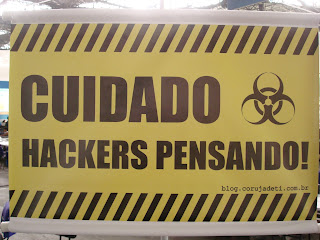 CUIDADO
HACKERS PENSANDO!
blog.corujadeti.com.br